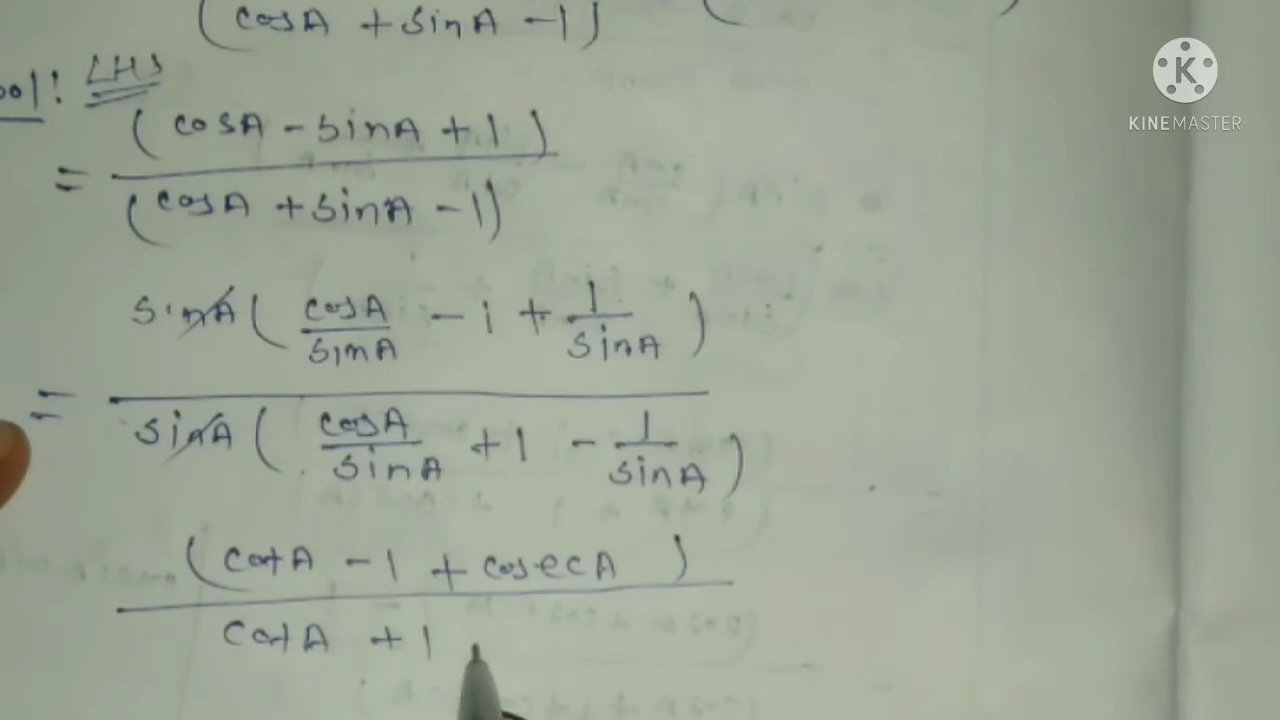 (cosA + sinA - 1)
LHS
(cosA - sinA + 1)
=
(cosA + sinA - 1)
sinA ( cosA/sinA - 1 + 1/sinA )
=
sinA ( cosA/sinA + 1 - 1/sinA )
(cotA - 1 + cosecA )
cotA + 1
KINEMASTER